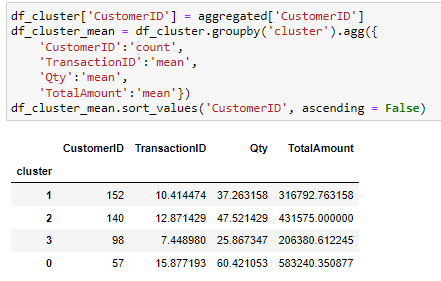 df_cluster['CustomerID'] = aggregated['CustomerID']
df_cluster_mean = df_cluster.groupby('cluster').agg({
    'CustomerID':'count',
    'TransactionID':'mean',
    'Qty':'mean',
    'TotalAmount':'mean'})
df_cluster_mean.sort_values('CustomerID', ascending = False)
CustomerID TransactionID Qty TotalAmount
cluster
1 152 10.414474 37.263158 316792.763158
2 140 12.871429 47.521429 431575.000000
3 98 7.448980 25.867347 206380.612245
0 57 15.877193 60.421053 583240.350877